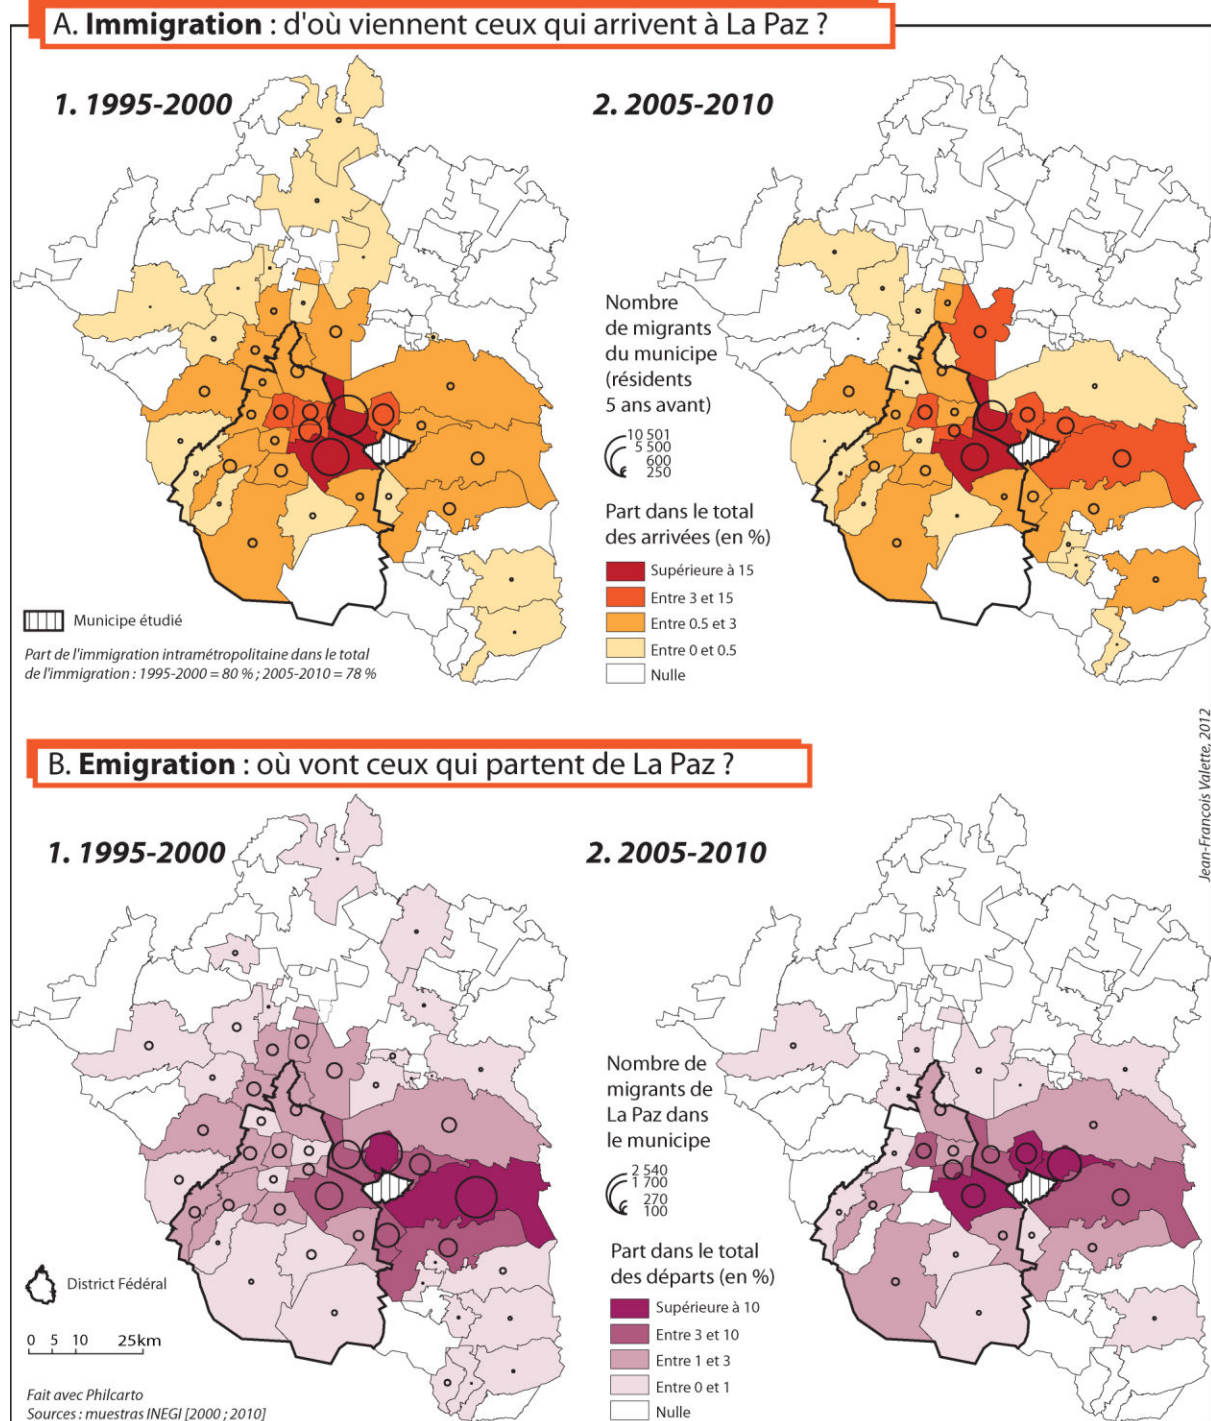 A. Immigration : d'où viennent ceux qui arrivent à La Paz ?
1. 1995-2000
2. 2005-2010
Nombre
de migrants
du municipe
(résidents
5 ans avant)
10 501
5 500
600
250
Part dans le total
des arrivées (en %)
Supérieure à 15
Entre 3 et 15
Entre 0.5 et 3
Entre 0 et 0.5
Nulle
Municipe étudié
Part de l'immigration intramétropolitaine dans le total
de l'immigration : 1995-2000 = 80 % ; 2005-2010 = 78 %
Jean-Francois Valette, 2012
B. Emigration : où vont ceux qui partent de La Paz ?
1. 1995-2000
2. 2005-2010
Nombre de
migrants de
La Paz dans
le municipe
2 540
1 700
270
100
Part dans le total
des départs (en %)
Supérieure à 10
Entre 3 et 10
Entre 1 et 3
Entre 0 et 1
Nulle
District Fédéral
0 5 10 25km
Fait avec Philcarto
Sources : muestras INEGI [2000 ; 2010]